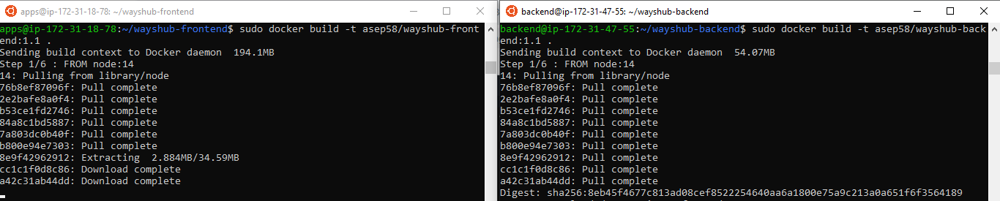 apps@ip-172-31-18-78: ~/wayshub-frontend
apps@ip-172-31-18-78:~/wayshub-frontend$ sudo docker build -t asep58/wayshub-front
end:1.1 .
Sending build context to Docker daemon  194.1MB
Step 1/6 : FROM node:14
14: Pulling from library/node
76b8ef87096f: Pull complete
2e2bafe8a0f4: Pull complete
b53ce1fd2746: Pull complete
84a8c1bd5887: Pull complete
7a803dc0b40f: Pull complete
b800e94e7303: Pull complete
8e9f42962912: Extracting  2.884MB/34.59MB
cc1c1f0d8c86: Download complete
a42c31ab44dd: Download complete
backend@ip-172-31-47-55: ~/wayshub-backend
backend@ip-172-31-47-55:~/wayshub-backend$ sudo docker build -t asep58/wayshub-back
end:1.1 .
Sending build context to Docker daemon  54.07MB
Step 1/6 : FROM node:14
14: Pulling from library/node
76b8ef87096f: Pull complete
2e2bafe8a0f4: Pull complete
b53ce1fd2746: Pull complete
84a8c1bd5887: Pull complete
7a803dc0b40f: Pull complete
b800e94e7303: Pull complete
8e9f42962912: Pull complete
cc1c1f0d8c86: Pull complete
a42c31ab44dd: Pull complete
Digest: sha256:8eb45f4677c813ad08cef8522254640aa6a1800e75a9c213a0a651f6f3564189